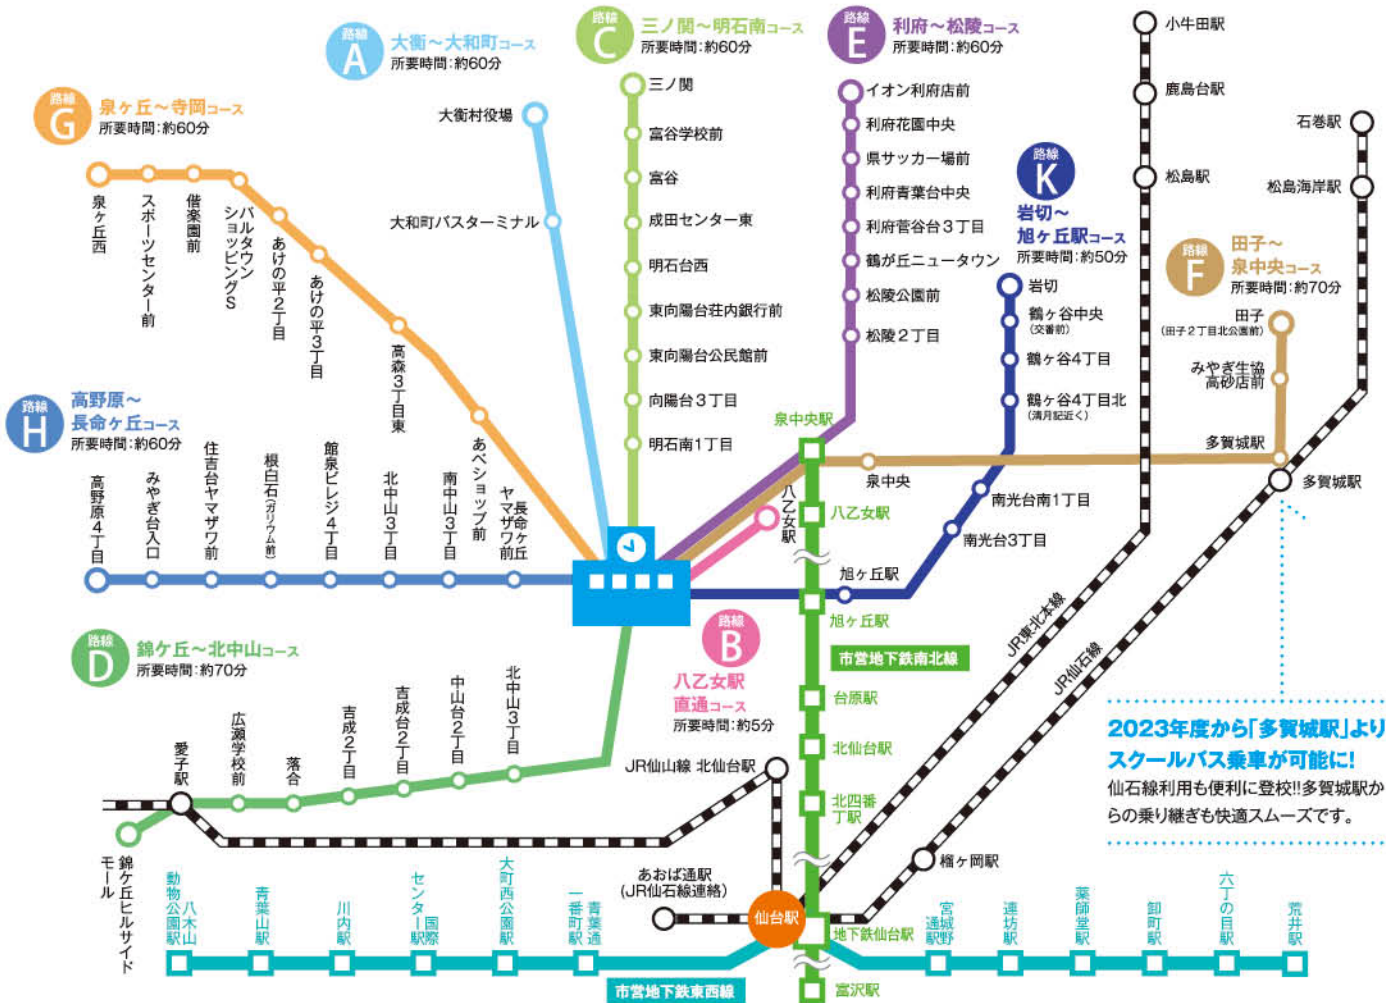 路線
A
大衡～大和町コース
所要時間：約60分
大衡村役場
大和町バスターミナル
路線
C
三ノ関～明石南コース
所要時間：約60分
三ノ関
富谷学校前
富谷
成田センター東
明石台西
東向陽台荘内銀行前
東向陽台公民館前
向陽台3丁目
明石南1丁目
路線
E
利府～松陵コース
所要時間：約60分
イオン利府店前
利府花園中央
県サッカー場前
利府青葉台中央
利府菅谷台3丁目
鶴が丘ニュータウン
松陵公園前
松陵2丁目
路線
G
泉ヶ丘～寺岡コース
所要時間：約60分
泉ヶ丘西
スポーツセンター前
偕楽園前
パルタウン
ショッピングS
あけの平2丁目
あけの平3丁目
高森3丁目東
あべショップ前
路線
K
岩切～
旭ヶ丘駅コース
所要時間：約50分
岩切
鶴ヶ谷中央
(交番前)
鶴ヶ谷4丁目
鶴ヶ谷4丁目北
(清月記近く)
南光台南1丁目
南光台3丁目
旭ヶ丘駅
路線
F
田子～
泉中央コース
所要時間：約70分
田子
(田子2丁目北公園前)
みやぎ生協
高砂店前
多賀城駅
泉中央
路線
H
高野原～
長命ヶ丘コース
所要時間：約60分
高野原4丁目
みやぎ台入口
住吉台ヤマザワ前
根白石(ガリウム前)
館泉ビレジ4丁目
北中山3丁目
南中山3丁目
長命ヶ丘
ヤマザワ前
路線
D
錦ケ丘～北中山コース
所要時間：約70分
錦ケ丘ヒルサイド
モール
愛子駅
広瀬学校前
落合
吉成2丁目
吉成台2丁目
中山台2丁目
北中山3丁目
路線
B
八乙女駅
直通コース
所要時間：約5分
八乙女駅
小牛田駅
鹿島台駅
松島駅
JR東北本線
石巻駅
松島海岸駅
多賀城駅
JR仙石線
榴ヶ岡駅
JR仙山線 北仙台駅
あおば通駅
(JR仙石線連絡)
仙台駅
泉中央駅
八乙女駅
旭ヶ丘駅
市営地下鉄南北線
台原駅
北仙台駅
北四番
丁駅
地下鉄仙台駅
富沢駅
2023年度から「多賀城駅」より
スクールバス乗車が可能に!
仙石線利用も便利に登校!!多賀城駅か
らの乗り継ぎも快適スムーズです。
八木山
動物公園駅
青葉山駅
川内駅
国際
センター駅
大町西公園駅
青葉通
一番町駅
市営地下鉄東西線
宮城野
通駅
連坊駅
薬師堂駅
卸町駅
六丁の目駅
荒井駅